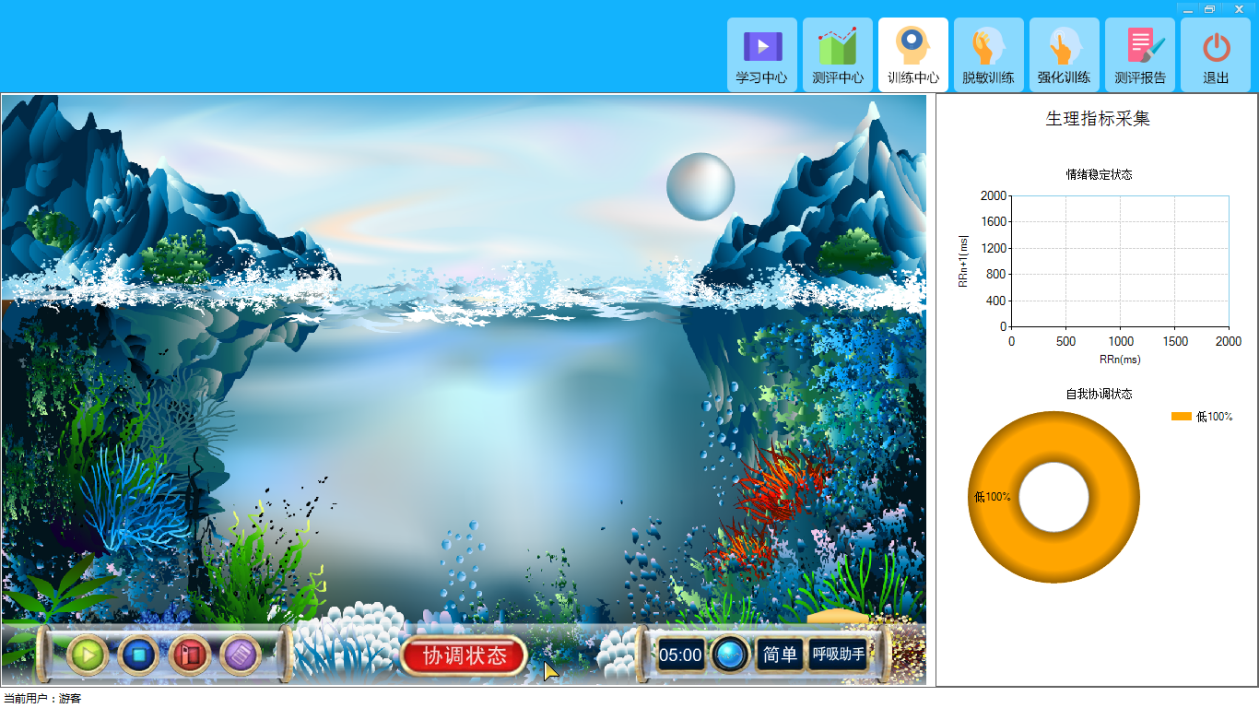 学习中心
测评中心
训练中心
脱敏训练
强化训练
测评报告
退出
生理指标采集
情绪稳定状态
2000
1600
1200
800
400
0
RRn+1[ms]
0 500 1000 1500 2000
RRn(ms)
自我协调状态
低100%
低100%
协调状态
05:00
简单
呼吸助手
当前用户：游客